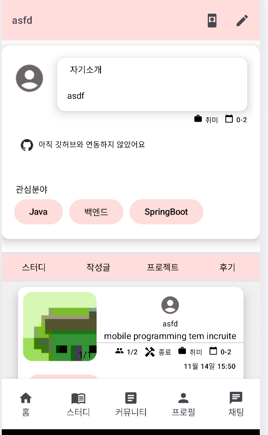 asfd
자기소개
asdf
취미 0-2
아직 깃허브와 연동하지 않았어요
관심분야
Java 백엔드 SpringBoot
스터디 작성글 프로젝트 후기
asfd
mobile programming tem incruite
1/1 1/2 종료 취미 0-2
11월 14일 15:50
홈 스터디 커뮤니티 프로필 채팅